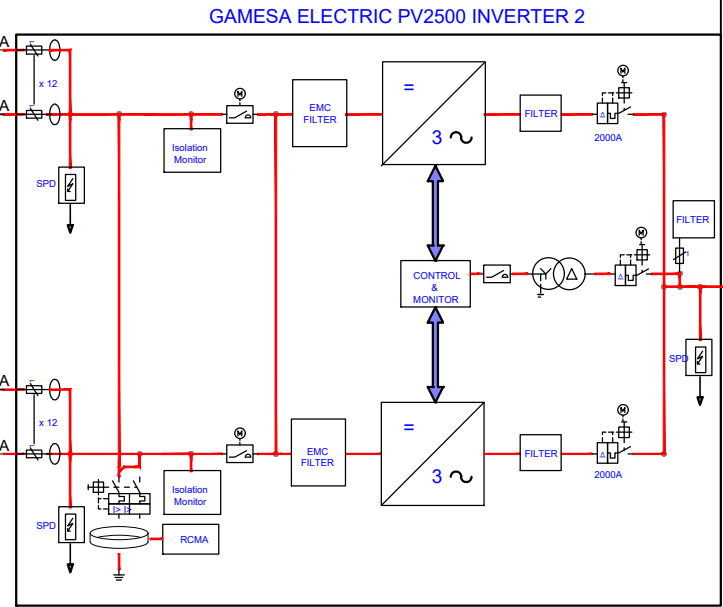 GAMESA ELECTRIC PV2500 INVERTER 2
A
x 12
A
SPD
Isolation
Monitor
M
EMC
FILTER
=
3
FILTER
M
2000A
CONTROL
&
MONITOR
M
FILTER
SPD
A
x 12
A
SPD
I> I>
Isolation
Monitor
RCMA
M
EMC
FILTER
=
3
FILTER
M
2000A